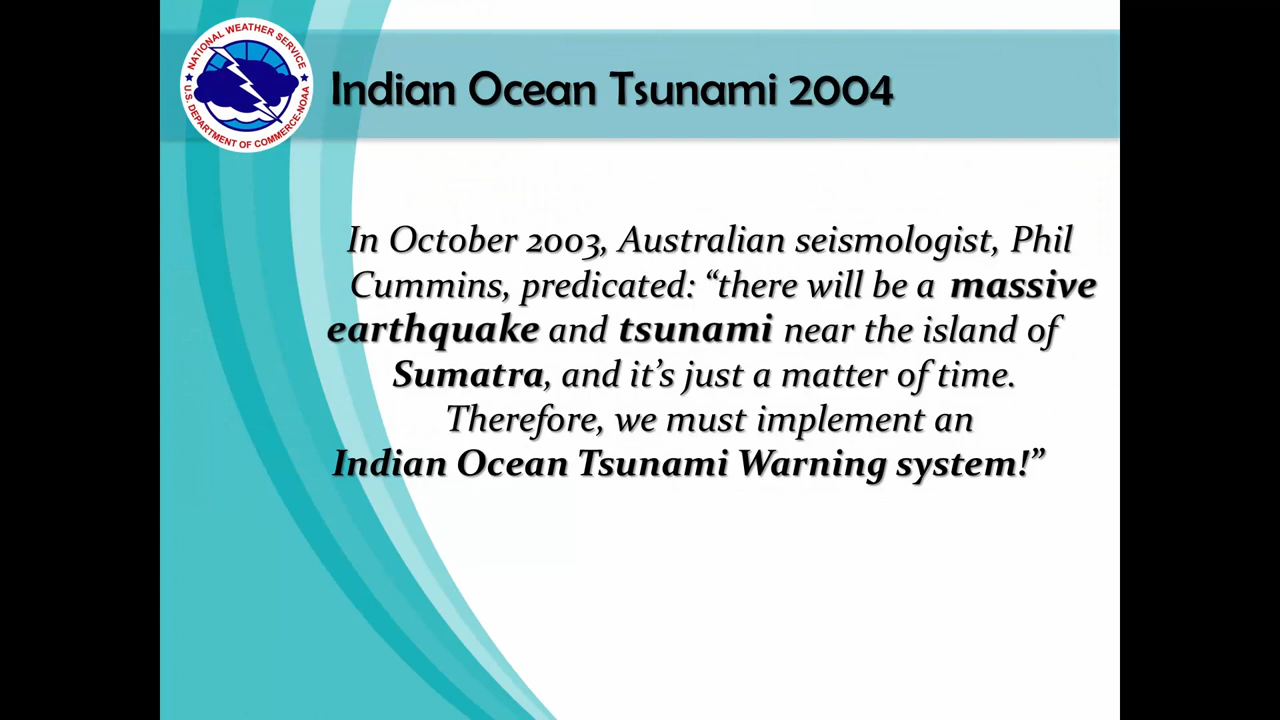 NATIONAL WEATHER SERVICE
U.S. DEPARTMENT OF COMMERCE-NOAA
Indian Ocean Tsunami 2004
In October 2003, Australian seismologist, Phil
Cummins, predicated: “there will be a massive
earthquake and tsunami near the island of
Sumatra, and it’s just a matter of time.
Therefore, we must implement an
Indian Ocean Tsunami Warning system!”